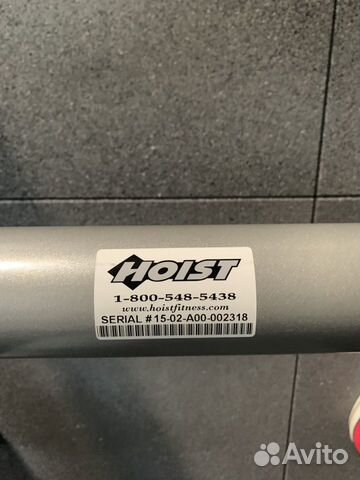 HOIST
1-800-548-5438
www.hoistfitness.com
SERIAL # 15-02-A00-002318
Avito